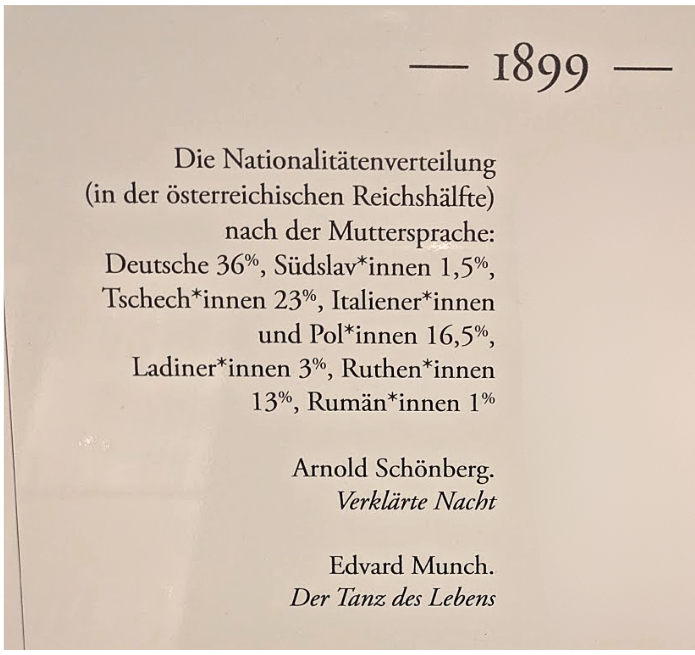 — 1899 —
Die Nationalitätenverteilung
(in der österreichischen Reichshälfte)
nach der Muttersprache:
Deutsche 36%, Südslav*innen 1,5%,
Tschech*innen 23%, Italiener*innen
und Pol*innen 16,5%,
Ladiner*innen 3%, Ruthen*innen
13%, Rumän*innen 1%
Arnold Schönberg.
Verklärte Nacht
Edvard Munch.
Der Tanz des Lebens